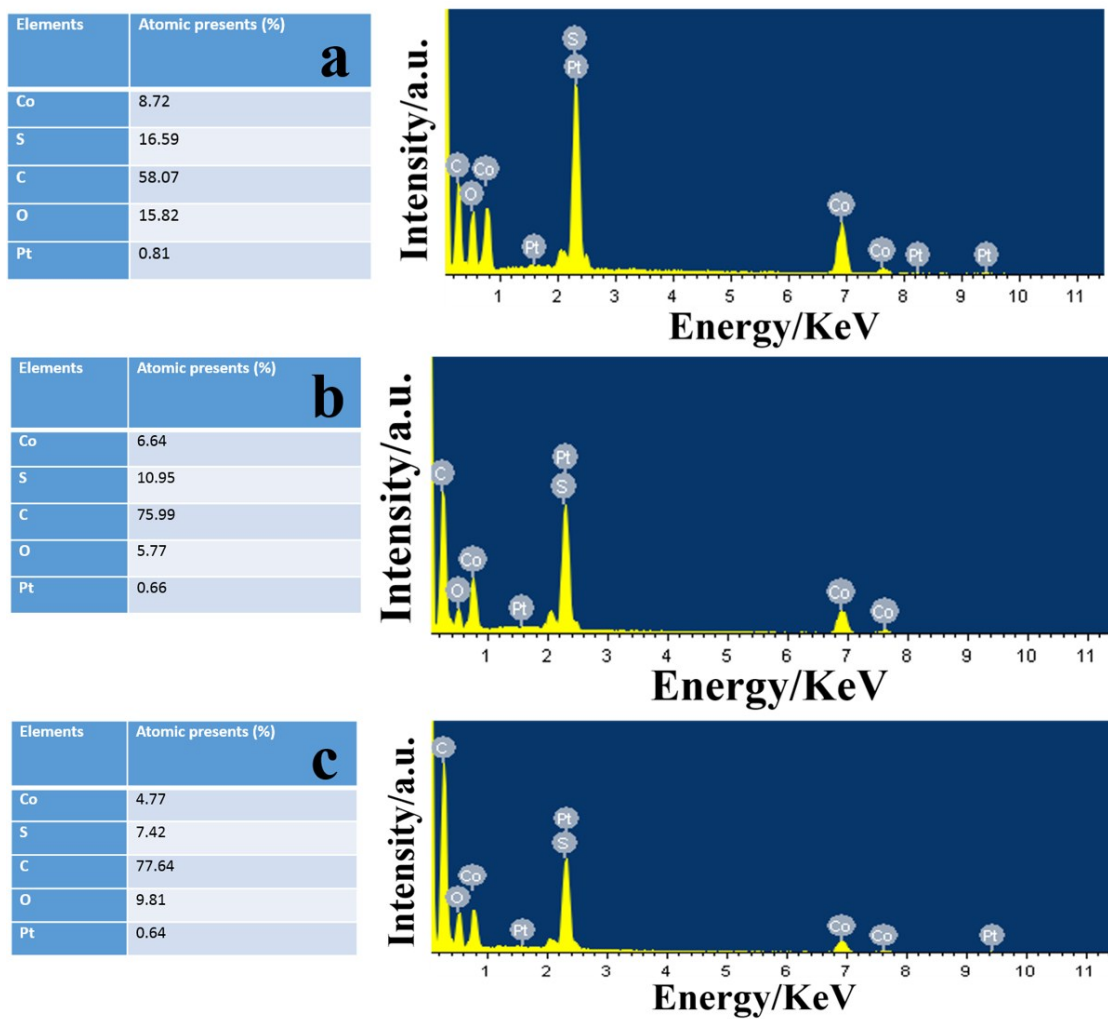 Elements Atomic presents (%)
a
Co 8.72
S 16.59
C 58.07
O 15.82
Pt 0.81
Intensity/a.u.
S
Pt
C Co
O
Pt
Co
Co Pt Pt
1 2 3 4 5 6 7 8 9 10 11
Energy/KeV
Elements Atomic presents (%)
b
Co 6.64
S 10.95
C 75.99
O 5.77
Pt 0.66
Intensity/a.u.
Pt
C S
Co
O Pt Co Co
1 2 3 4 5 6 7 8 9 10 11
Energy/KeV
Elements Atomic presents (%)
c
Co 4.77
S 7.42
C 77.64
O 9.81
Pt 0.64
Intensity/a.u.
C
Pt
S
Co
O
Pt Co Co Pt
1 2 3 4 5 6 7 8 9 10 11
Energy/KeV